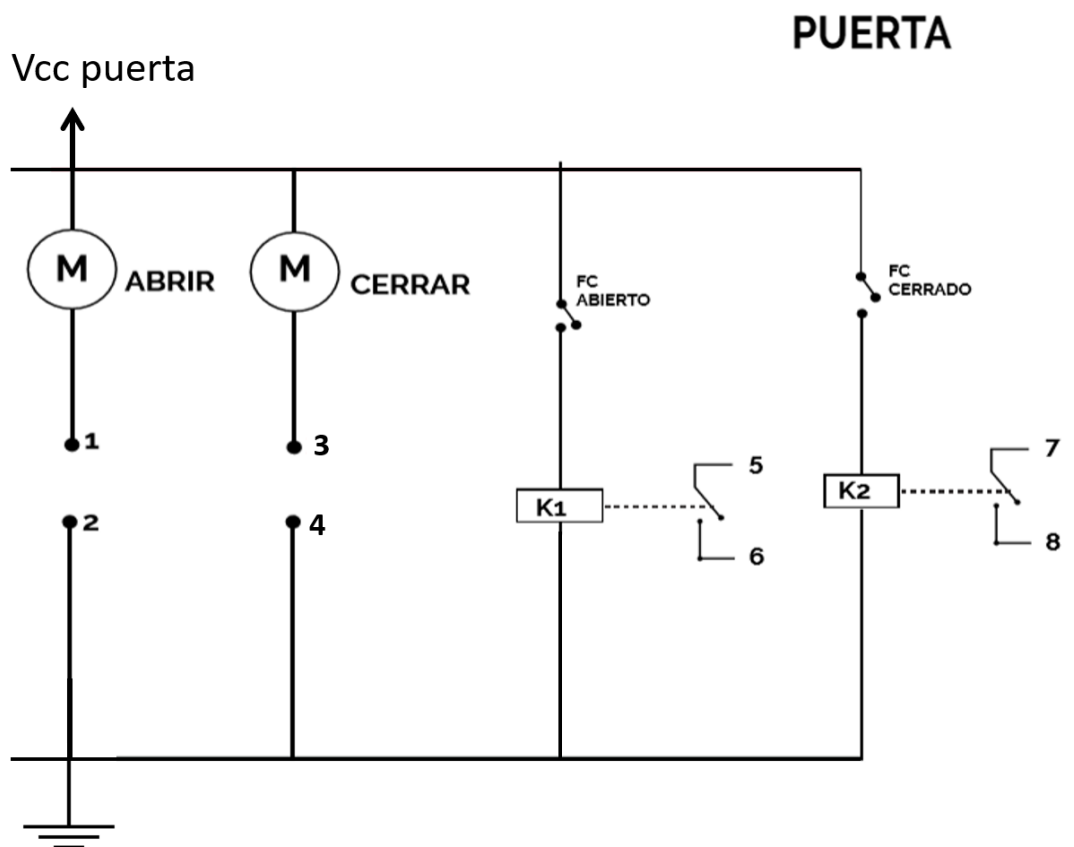 PUERTA
Vcc puerta
M ABRIR
M CERRAR
FC
ABIERTO
FC
CERRADO
1
3
2
4
K1
5
6
K2
7
8